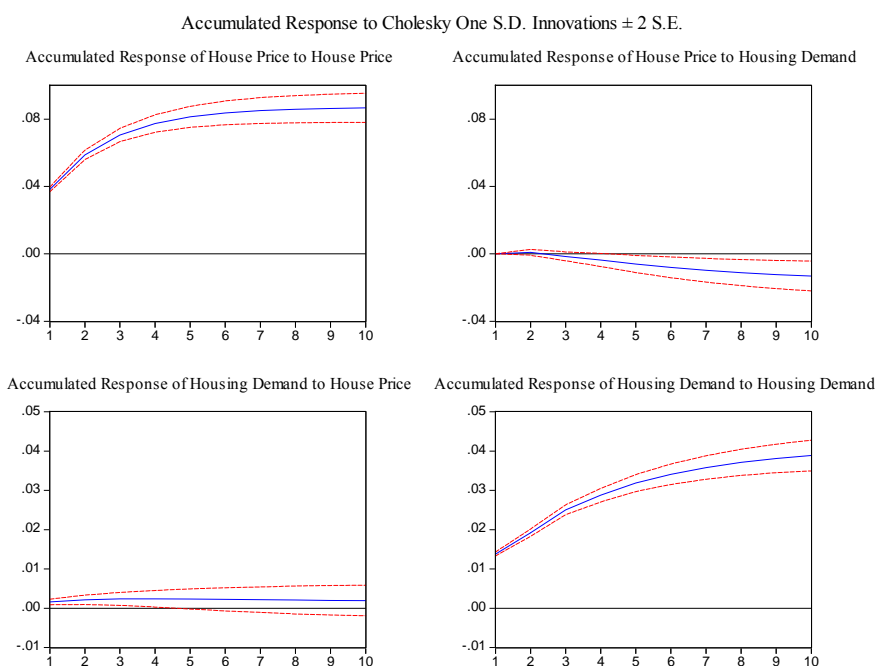 Accumulated Response to Cholesky One S.D. Innovations ± 2 S.E.
Accumulated Response of House Price to House Price
.08
.04
.00
-.04
1 2 3 4 5 6 7 8 9 10
Accumulated Response of House Price to Housing Demand
.08
.04
.00
-.04
1 2 3 4 5 6 7 8 9 10
Accumulated Response of Housing Demand to House Price
.05
.04
.03
.02
.01
.00
-.01
1 2 3 4 5 6 7 8 9 10
Accumulated Response of Housing Demand to Housing Demand
.05
.04
.03
.02
.01
.00
-.01
1 2 3 4 5 6 7 8 9 10